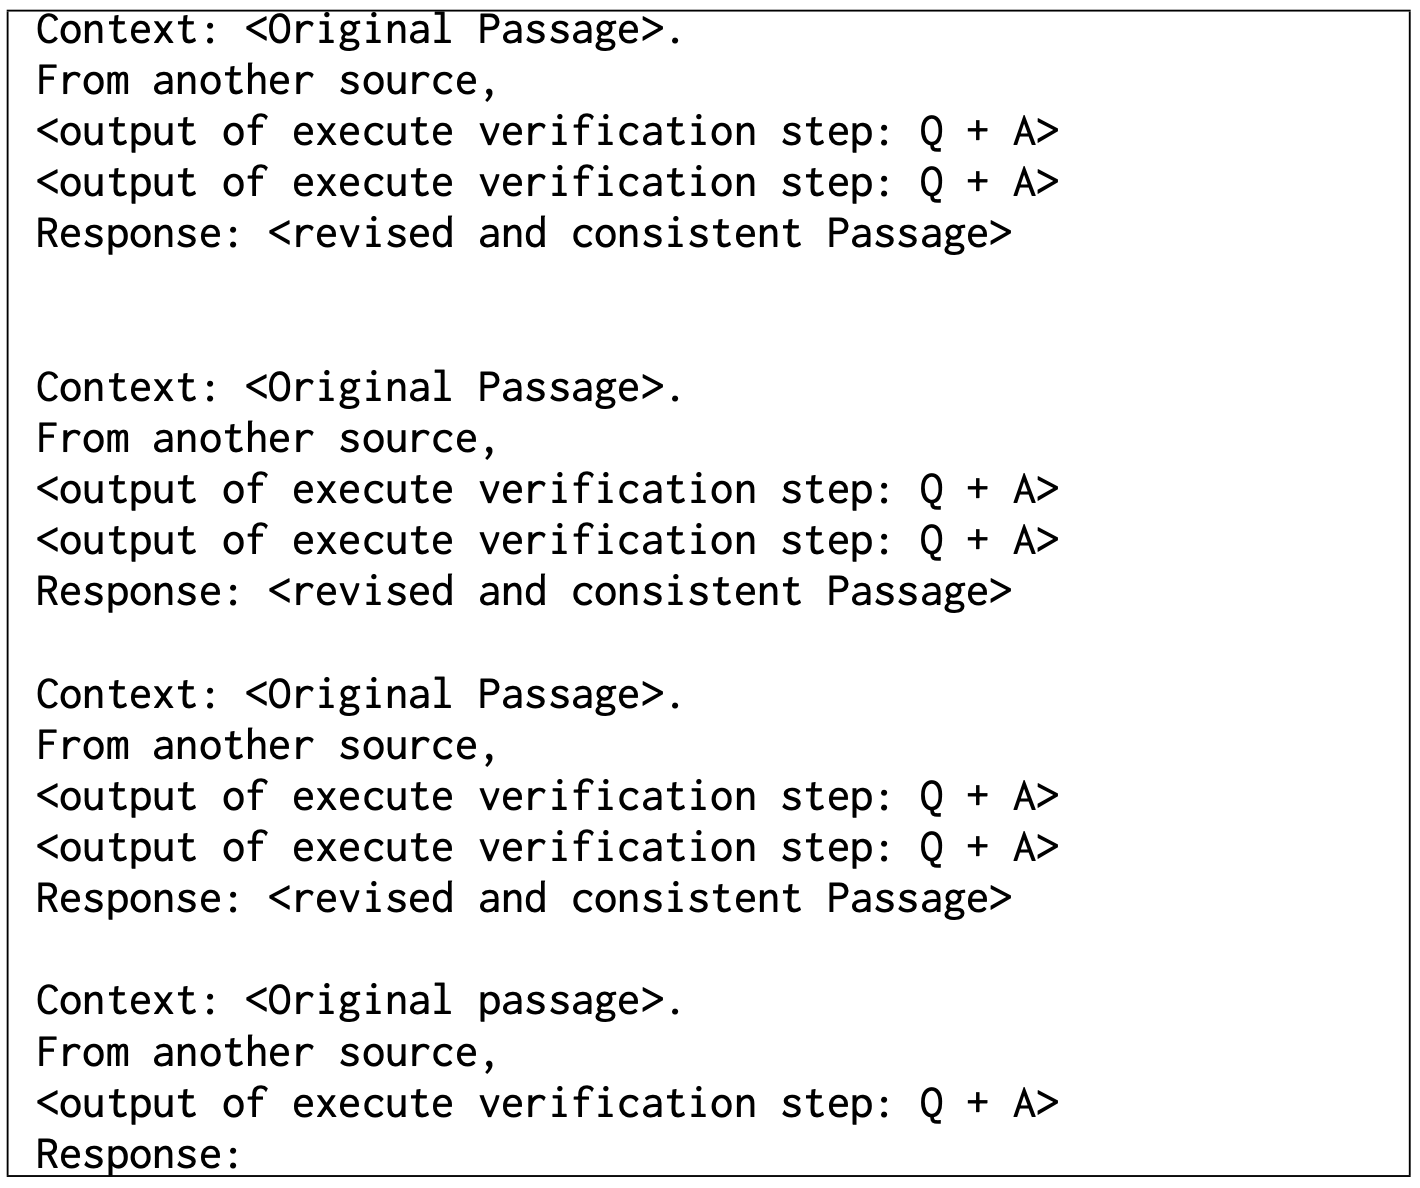 Context: <Original Passage>.
From another source,
<output of execute verification step: Q + A>
<output of execute verification step: Q + A>
Response: <revised and consistent Passage>
Context: <Original Passage>.
From another source,
<output of execute verification step: Q + A>
<output of execute verification step: Q + A>
Response: <revised and consistent Passage>
Context: <Original Passage>.
From another source,
<output of execute verification step: Q + A>
<output of execute verification step: Q + A>
Response: <revised and consistent Passage>
Context: <Original passage>.
From another source,
<output of execute verification step: Q + A>
Response: